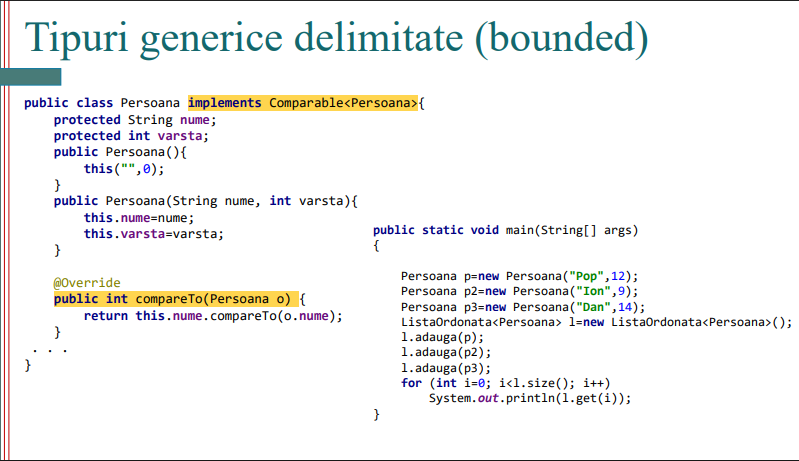 Tipuri generice delimitate (bounded)
public class Persoana implements Comparable<Persoana>{
protected String nume;
protected int varsta;
public Persoana(){
this("",0);
}
public Persoana(String nume, int varsta){
this.nume=nume;
this.varsta=varsta;
}
@Override
public int compareTo(Persoana o) {
return this.nume.compareTo(o.nume);
}
. . .
}
public static void main(String[] args)
{
Persoana p=new Persoana("Pop",12);
Persoana p2=new Persoana("Ion",9);
Persoana p3=new Persoana("Dan",14);
ListaOrdonata<Persoana> l=new ListaOrdonata<Persoana>();
l.adauga(p);
l.adauga(p2);
l.adauga(p3);
for (int i=0; i<l.size(); i++)
System.out.println(l.get(i));
}